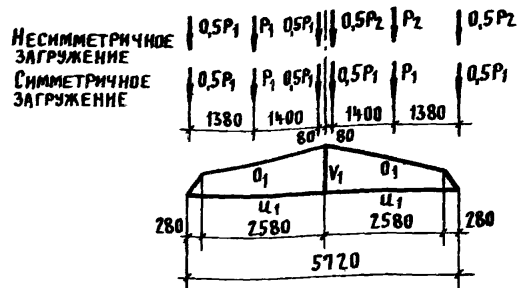 Несимметричное 0,5P₁ P₁ 0,5P₁ 0,5P₂ P₂
загружение
Симметричное 0,5P₁ P₁ 0,5P₁ 0,5P₁ P₁ 0,5P₁
загружение
1380 1400 1400 1380
80 80
O₁ V₁ O₁
U₁ U₁
280 2580 2580 280
5720